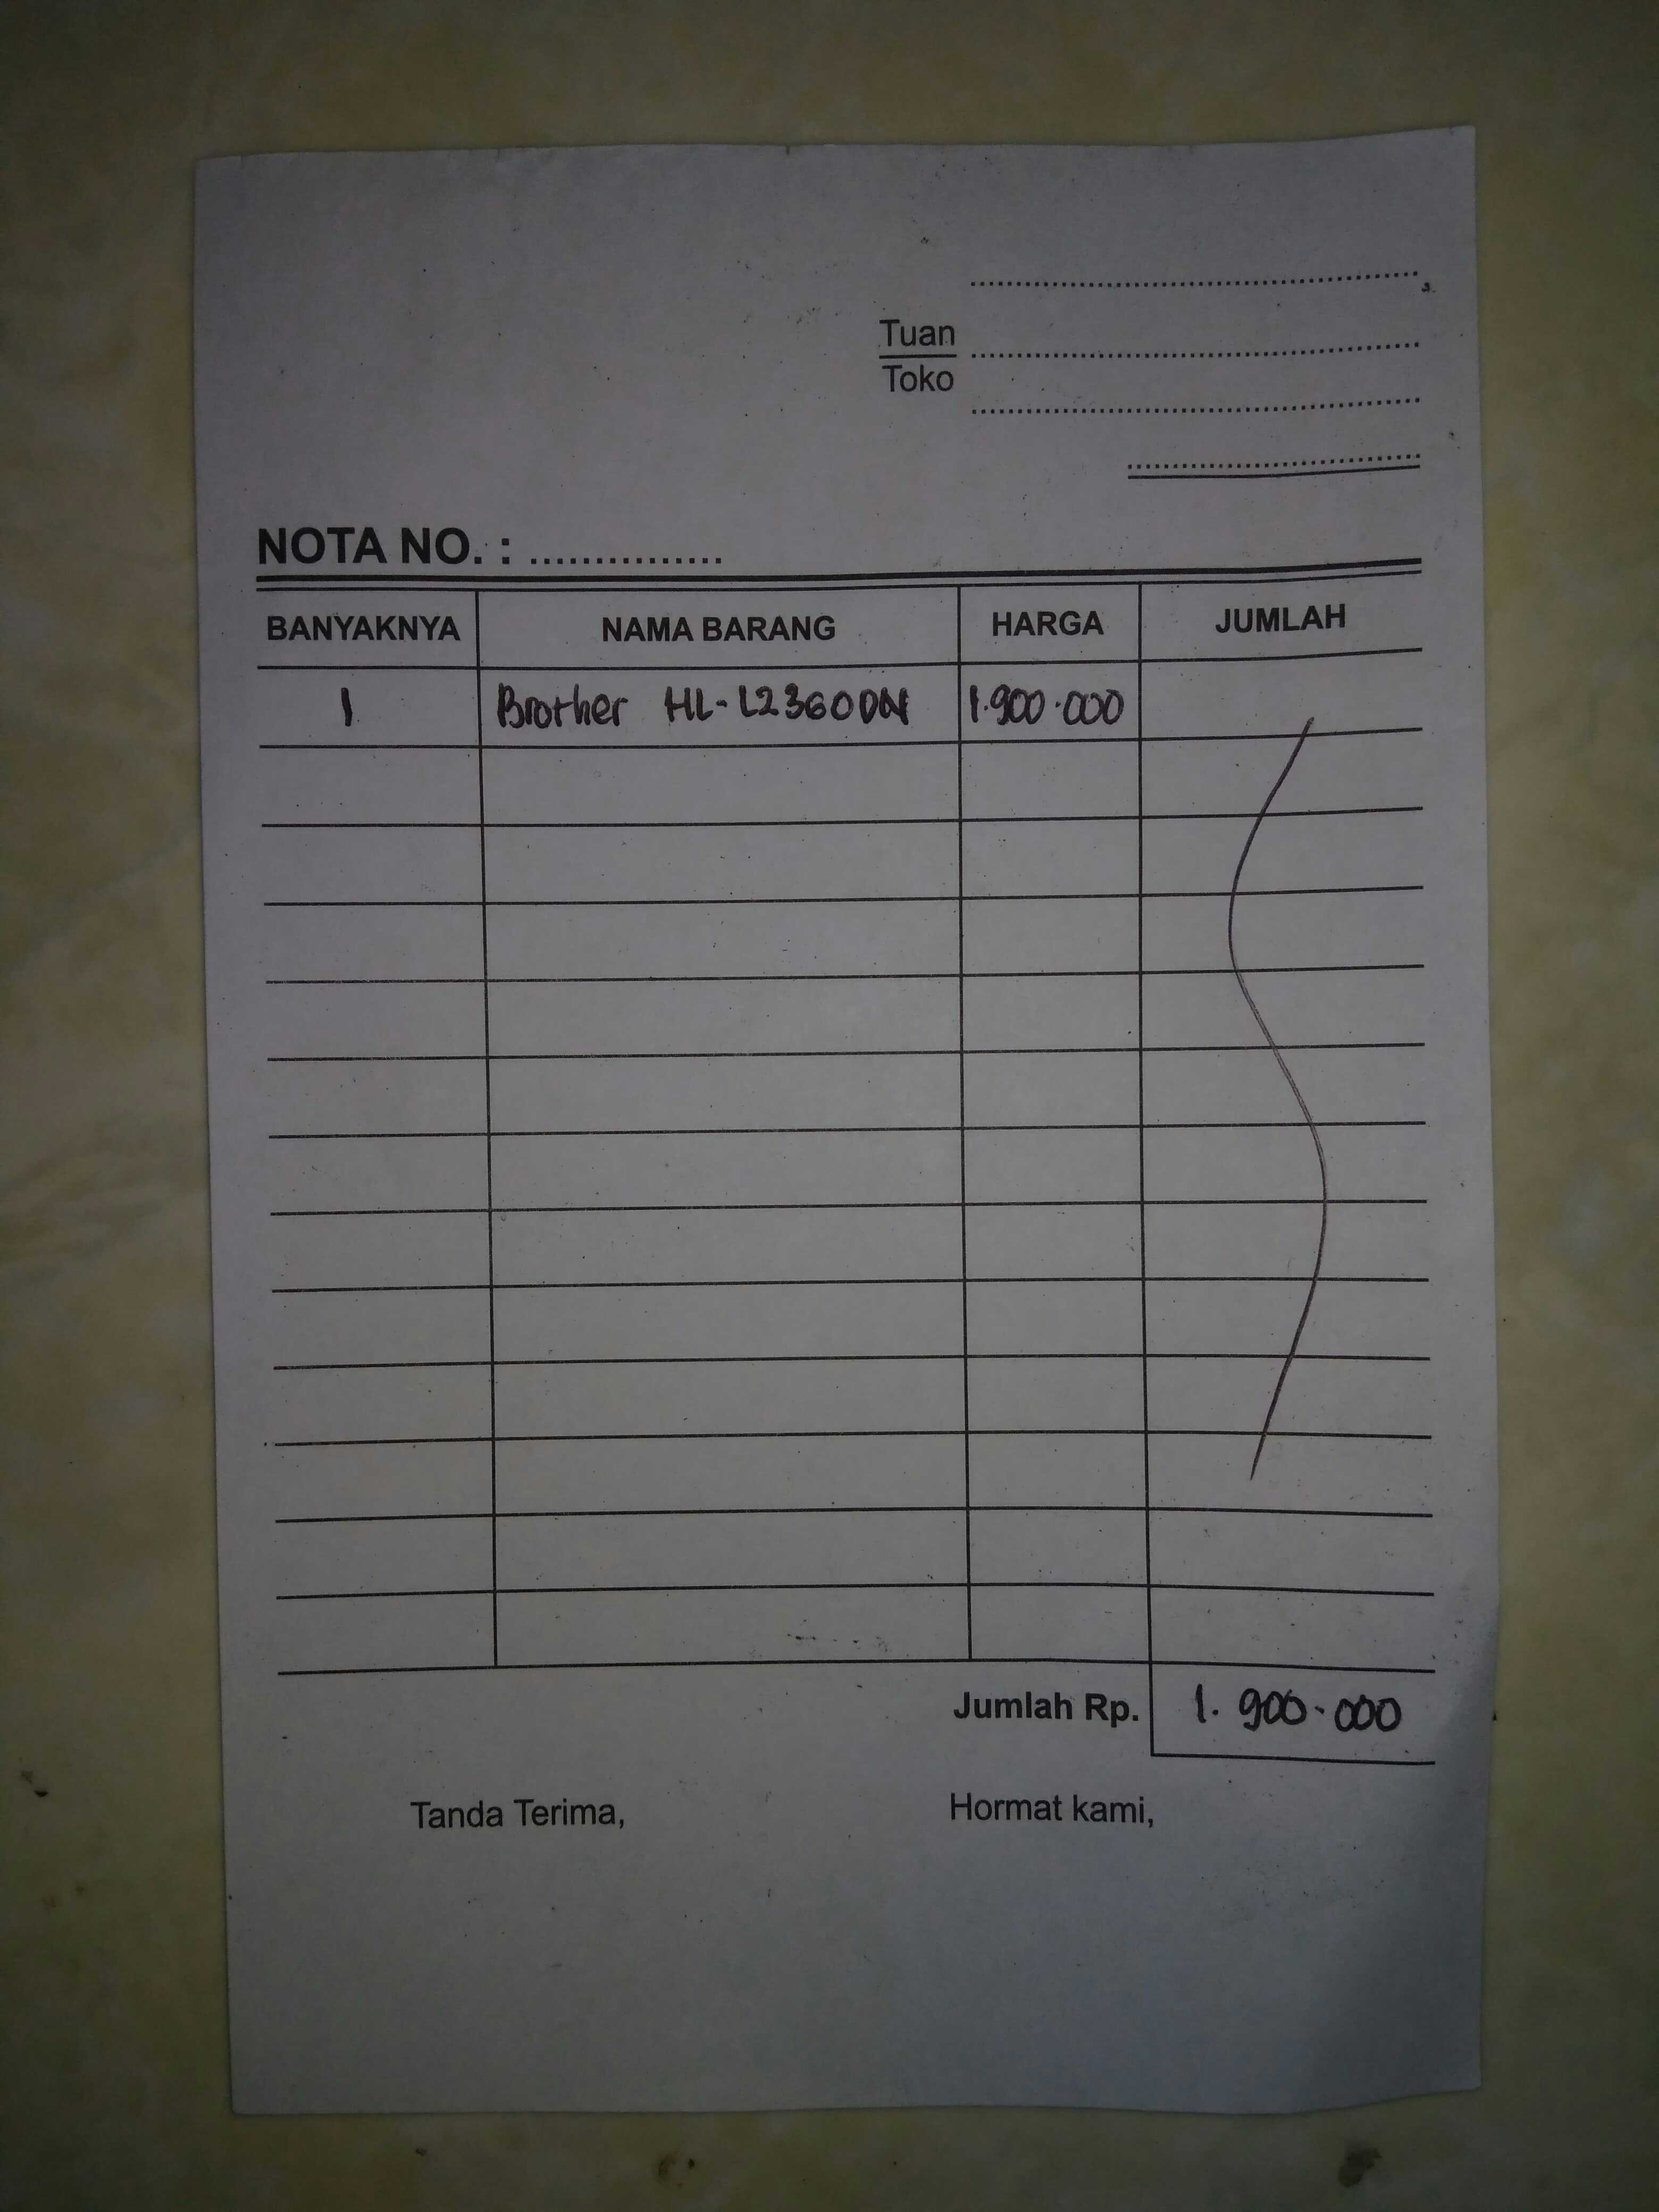 Tuan
Toko
NOTA NO. : ...............
BANYAKNYA NAMA BARANG HARGA JUMLAH
1 Brother HL-L2360DN 1.900.000
Jumlah Rp. 1.900.000
Tanda Terima, Hormat kami,